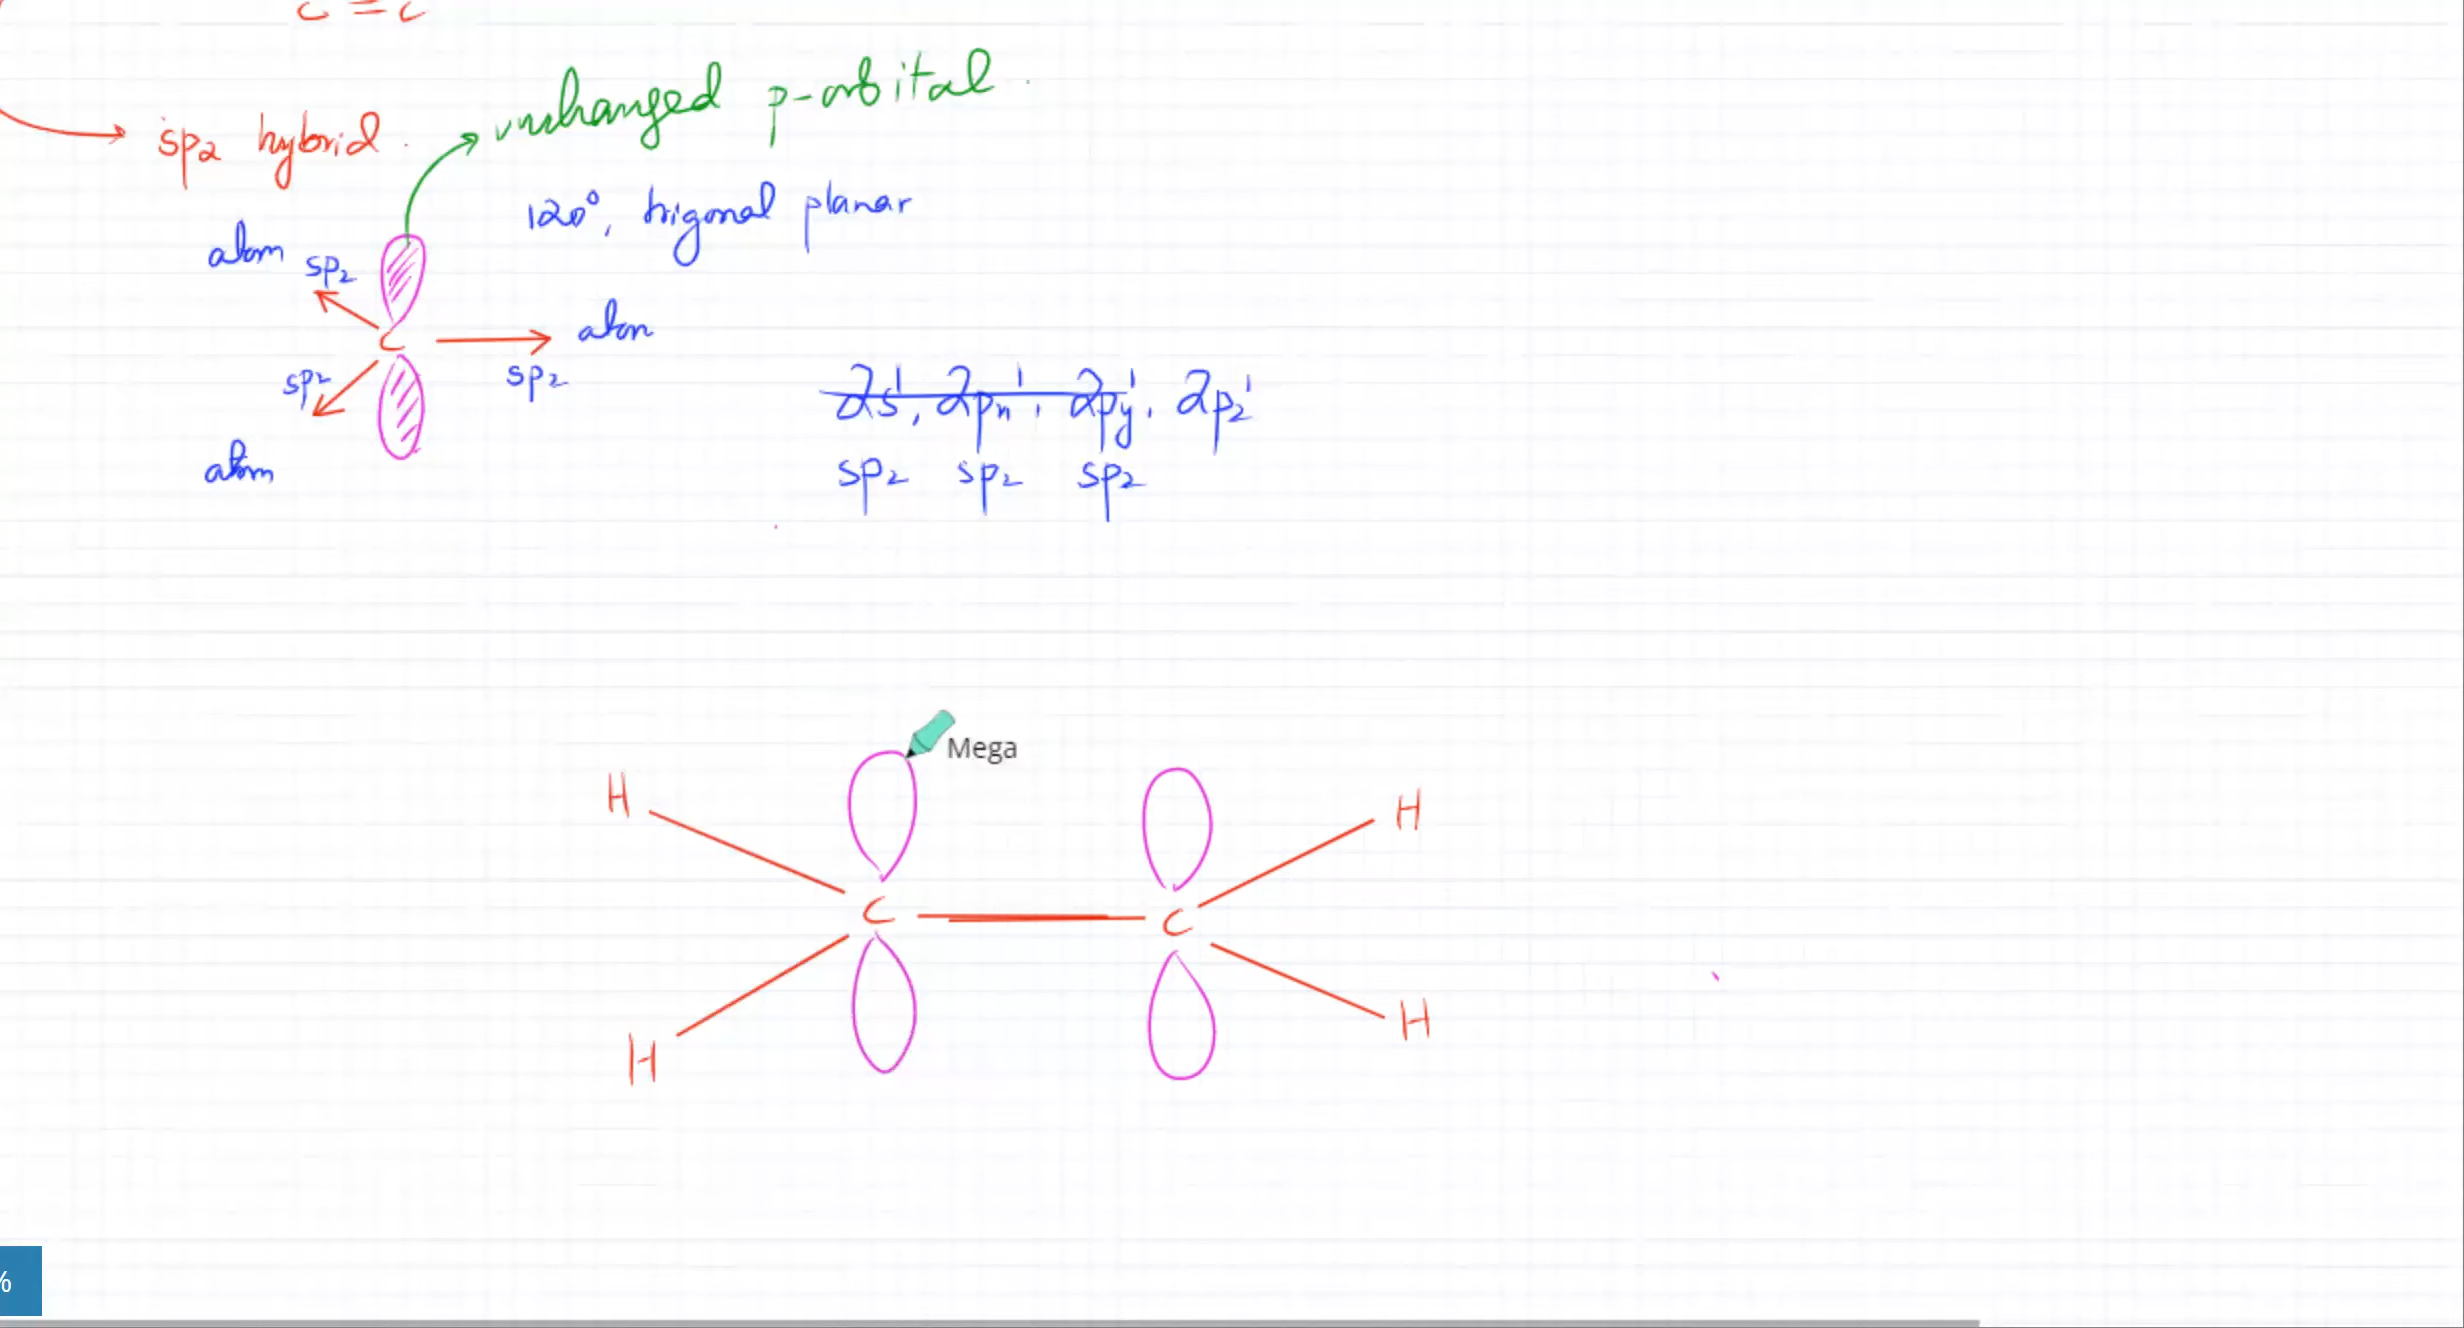 C = C
unchanged p-orbital
sp2 hybrid
120°, trigonal planar
atom sp2
C
atom
sp2
sp2
atom
2s¹, 2px¹, 2py¹, 2pz¹
sp2 sp2 sp2
Mega
H
H
C
C
H
H
%